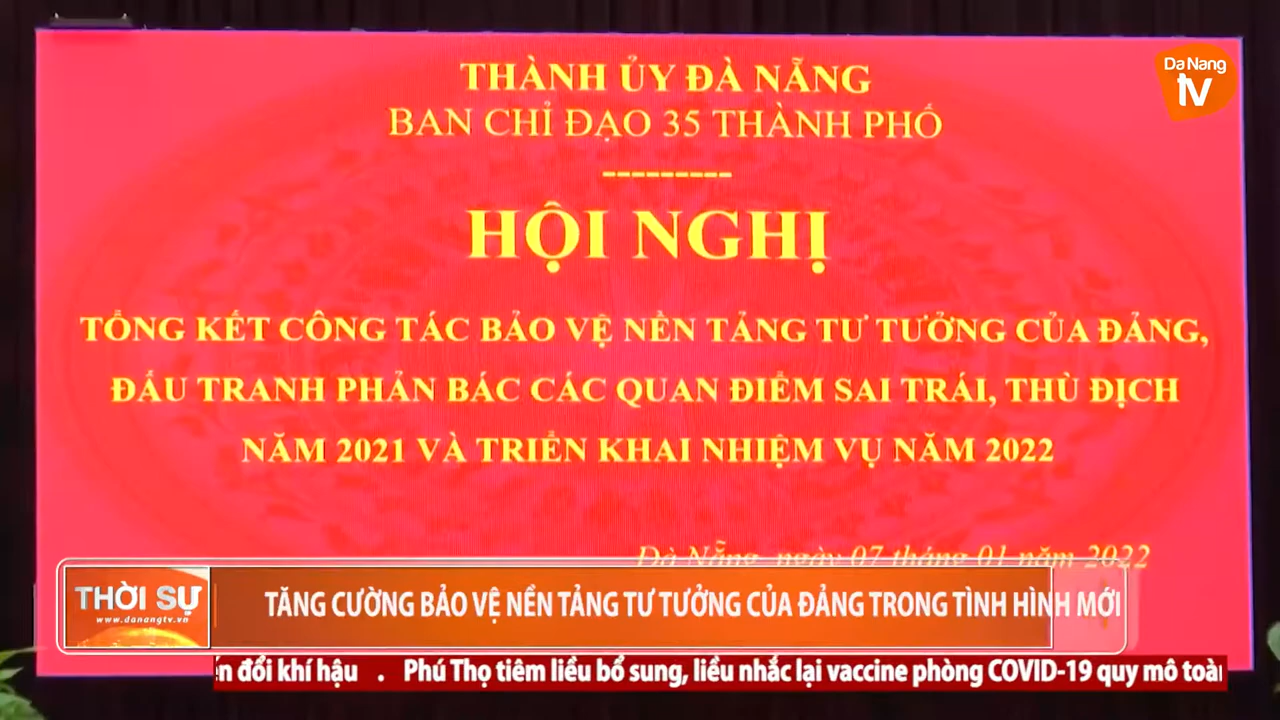 Da Nang
tv
THÀNH ỦY ĐÀ NẴNG
BAN CHỈ ĐẠO 35 THÀNH PHỐ
---------
HỘI NGHỊ
TỔNG KẾT CÔNG TÁC BẢO VỆ NỀN TẢNG TƯ TƯỞNG CỦA ĐẢNG,
ĐẤU TRANH PHẢN BÁC CÁC QUAN ĐIỂM SAI TRÁI, THÙ ĐỊCH
NĂM 2021 VÀ TRIỂN KHAI NHIỆM VỤ NĂM 2022
Đà Nẵng, ngày 07 tháng 01 năm 2022
THỜI SỰ
www.danangtv.vn
TĂNG CƯỜNG BẢO VỆ NỀN TẢNG TƯ TƯỞNG CỦA ĐẢNG TRONG TÌNH HÌNH MỚI
đổi khí hậu . Phú Thọ tiêm liều bổ sung, liều nhắc lại vaccine phòng COVID-19 quy mô